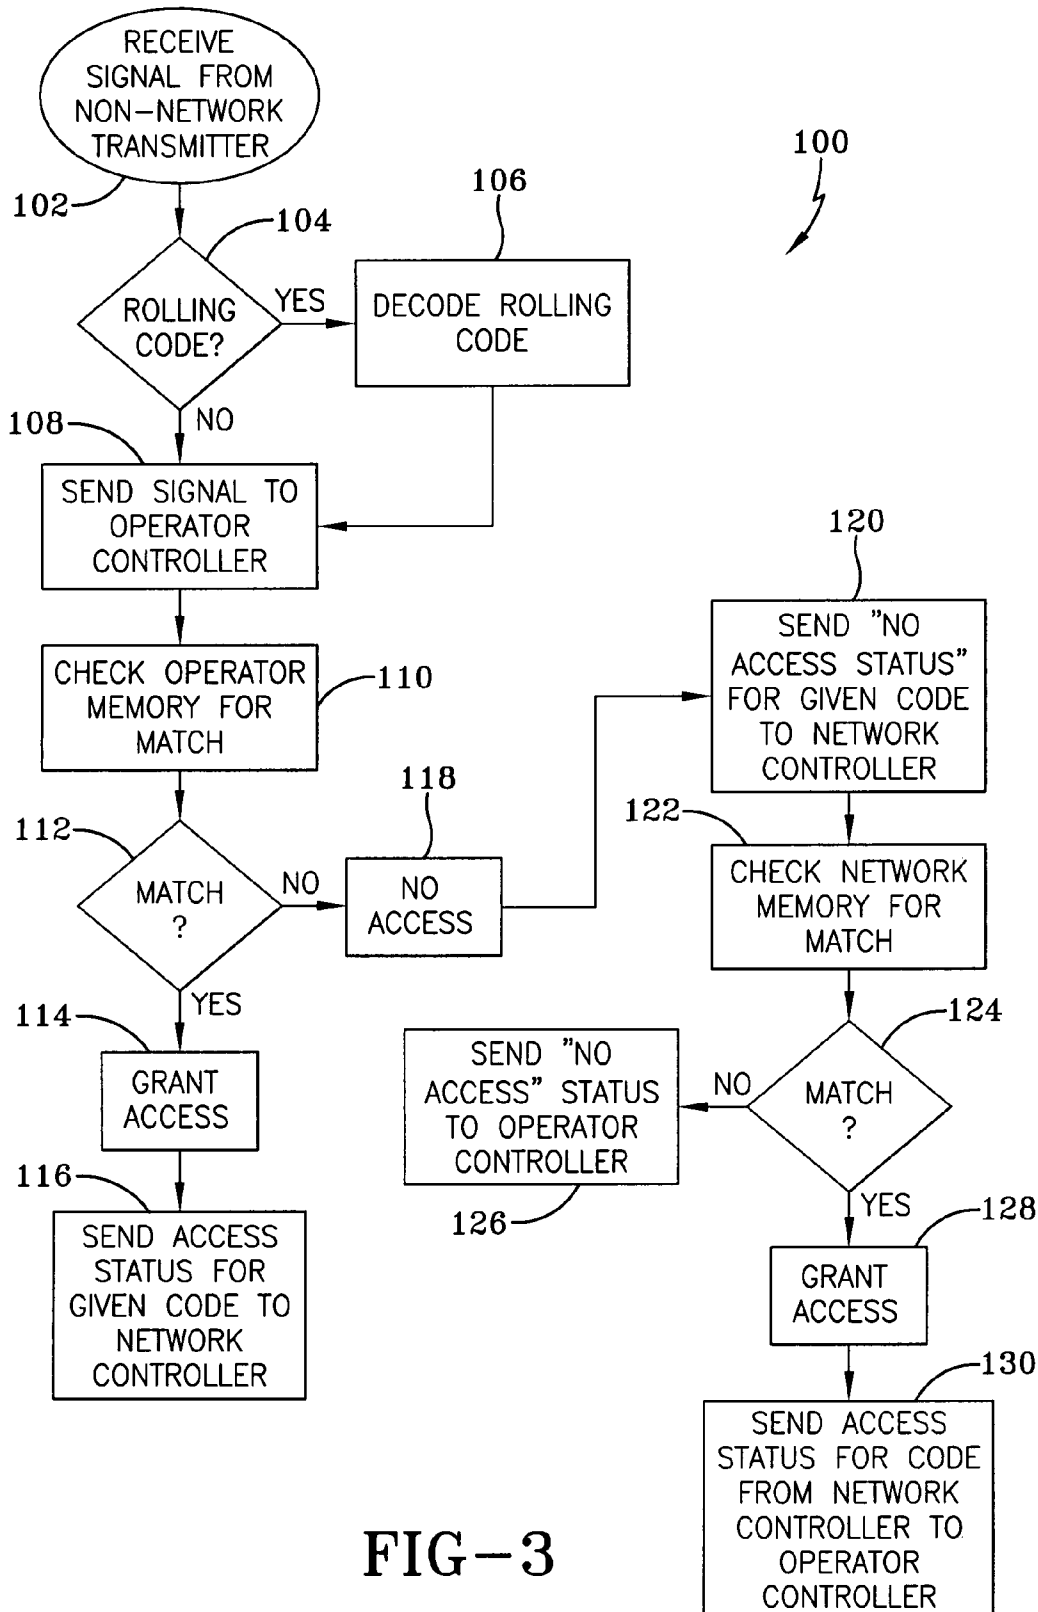 RECEIVE
SIGNAL FROM
NON-NETWORK
TRANSMITTER
102
100
104
106
ROLLING
CODE?
YES
DECODE ROLLING
CODE
NO
108
SEND SIGNAL TO
OPERATOR
CONTROLLER
CHECK OPERATOR
MEMORY FOR
MATCH
110
112
MATCH
?
NO
118
NO
ACCESS
YES
114
GRANT
ACCESS
116
SEND ACCESS
STATUS FOR
GIVEN CODE TO
NETWORK
CONTROLLER
120
SEND "NO
ACCESS STATUS"
FOR GIVEN CODE
TO NETWORK
CONTROLLER
122
CHECK NETWORK
MEMORY FOR
MATCH
124
MATCH
?
NO
SEND "NO
ACCESS" STATUS
TO OPERATOR
CONTROLLER
126
YES
128
GRANT
ACCESS
130
SEND ACCESS
STATUS FOR CODE
FROM NETWORK
CONTROLLER TO
OPERATOR
CONTROLLER
FIG-3